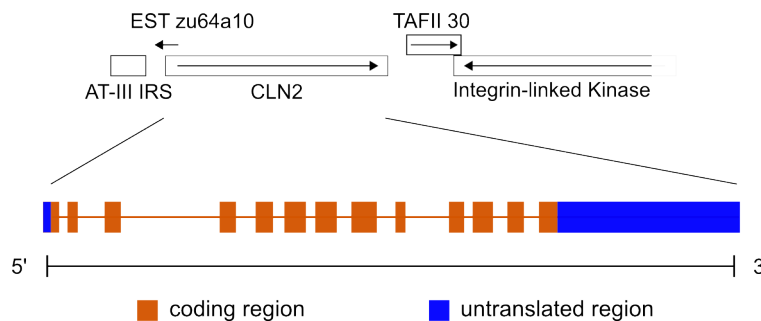 EST zu64a10
TAFII 30
AT-III IRS
CLN2
Integrin-linked Kinase
5'
3
coding region
untranslated region